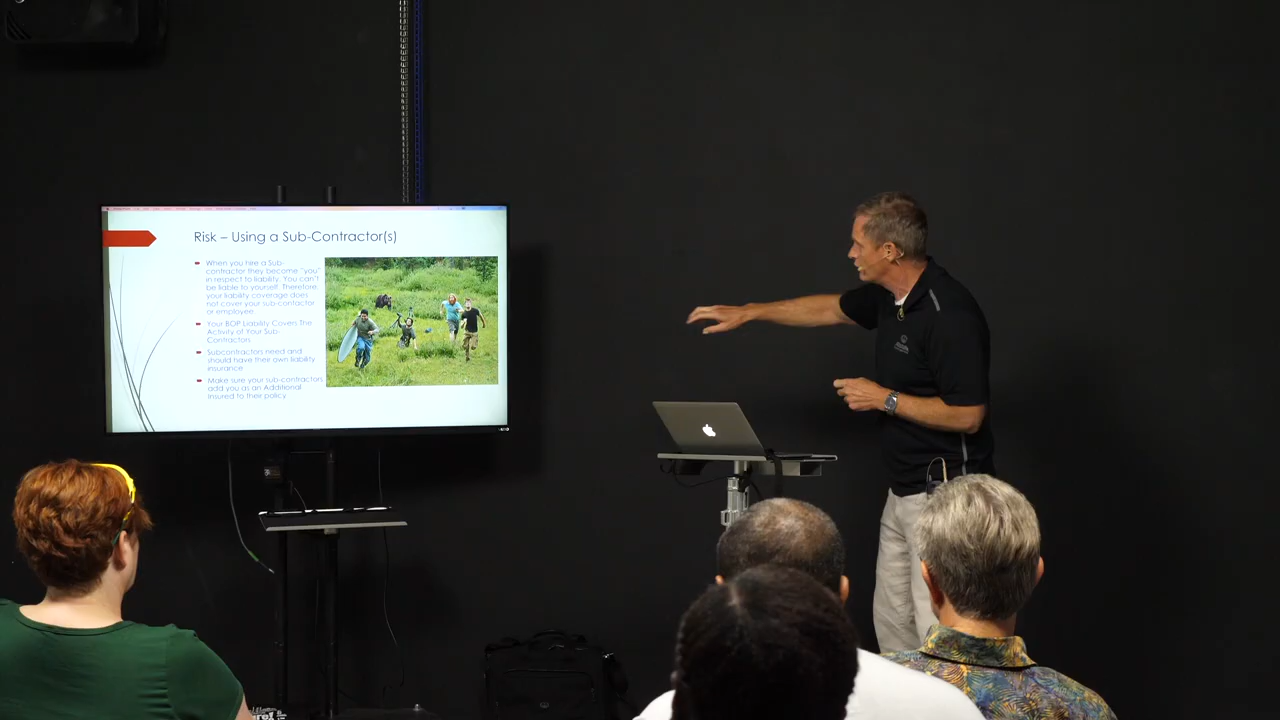 Risk – Using a Sub-Contractor(s)
When you hire a Sub-
contractor they become "you"
in respect to liability. You can't
be liable to yourself. Therefore,
your liability coverage does
not cover your sub-contactor
or employee.
Your BOP Liability Covers The
Activity of Your Sub-
Contractors
Subcontractors need and
should have their own liability
insurance
Make sure your sub-contractors
add you as an Additional
Insured to their policy